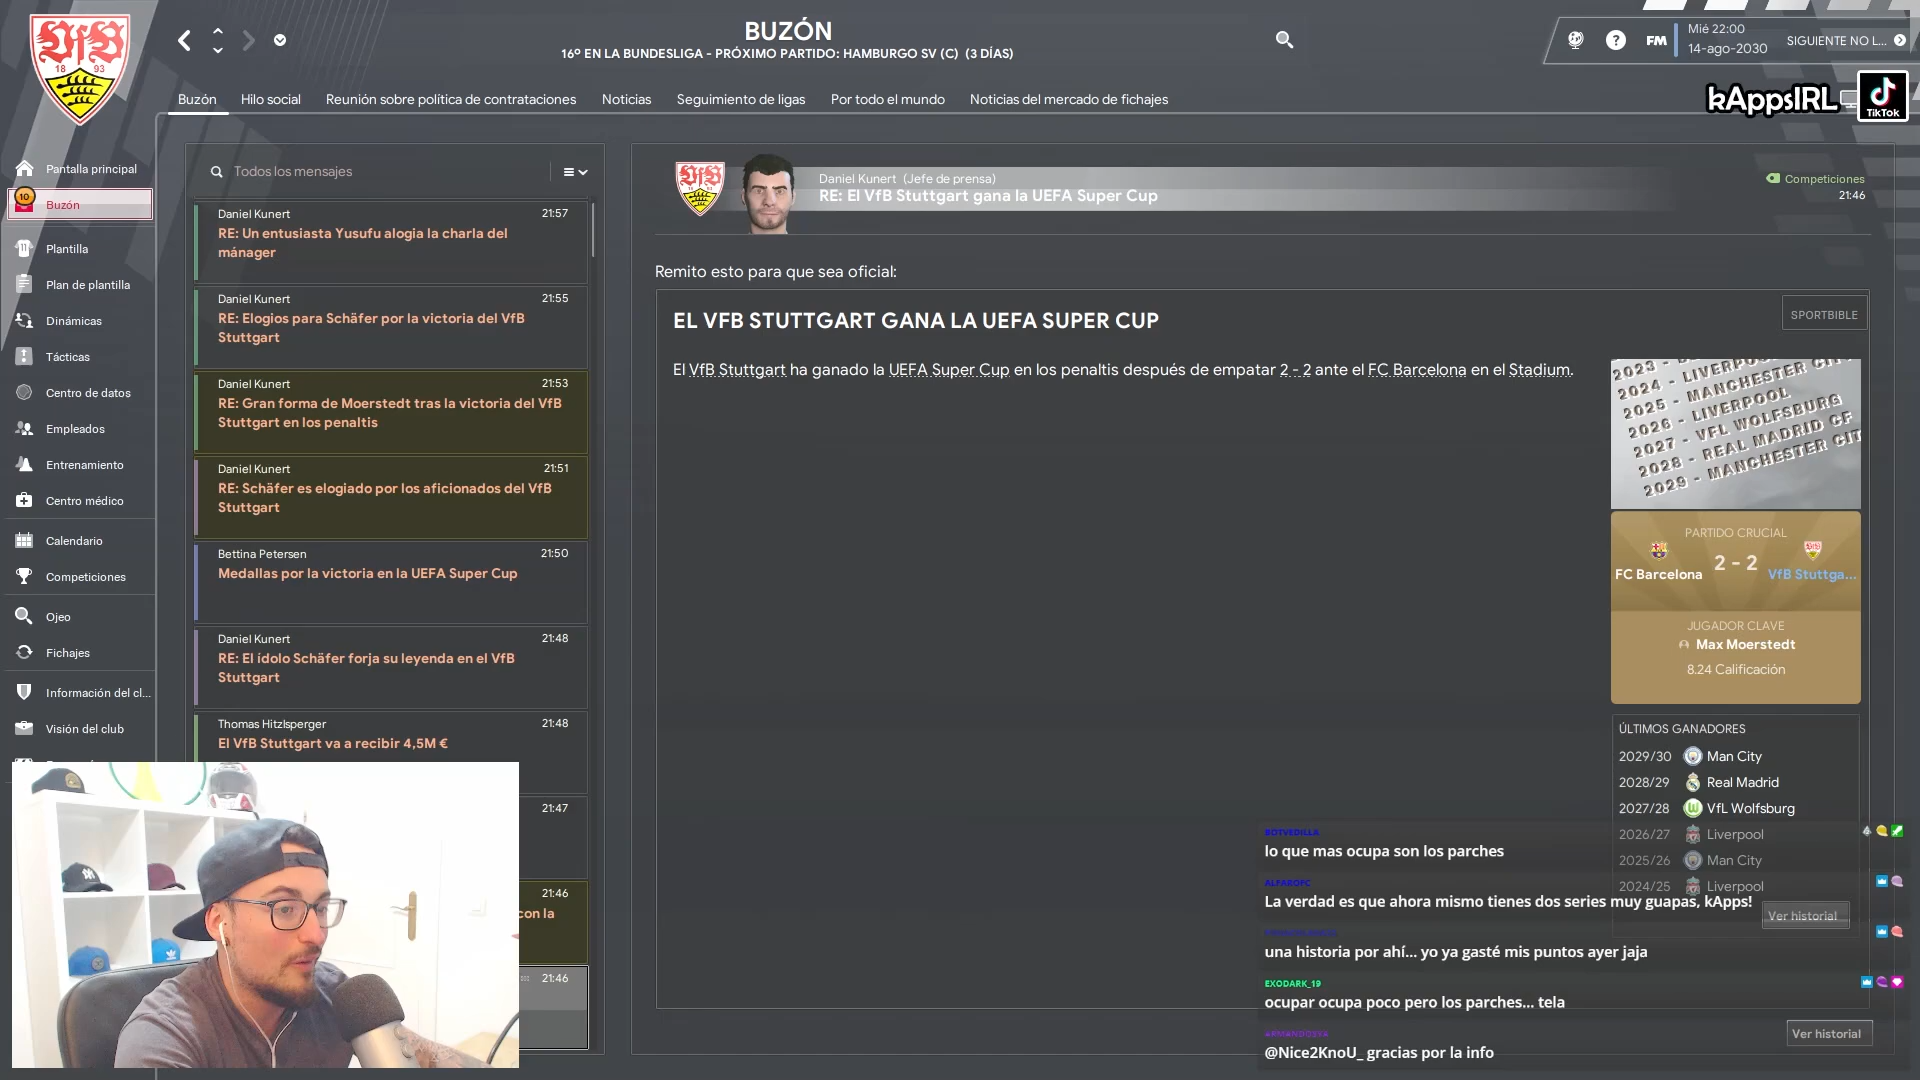 BUZÓN
16º EN LA BUNDESLIGA - PRÓXIMO PARTIDO: HAMBURGO SV (C)  (3 DÍAS)
FM
Mié 22:00
14-ago-2030
SIGUIENTE NO L...
18 93
Buzón
Hilo social
Reunión sobre política de contrataciones
Noticias
Seguimiento de ligas
Por todo el mundo
Noticias del mercado de fichajes
kAppsIRL
TikTok
Pantalla principal
10
Buzón
Plantilla
Plan de plantilla
Dinámicas
Tácticas
Centro de datos
Empleados
Entrenamiento
Centro médico
Calendario
Competiciones
Ojeo
Fichajes
Información del cl...
Visión del club
Todos los mensajes
Daniel Kunert 21:57
RE: Un entusiasta Yusufu alogia la charla del
mánager
Daniel Kunert 21:55
RE: Elogios para Schäfer por la victoria del VfB
Stuttgart
Daniel Kunert 21:53
RE: Gran forma de Moerstedt tras la victoria del VfB
Stuttgart en los penaltis
Daniel Kunert 21:51
RE: Schäfer es elogiado por los aficionados del VfB
Stuttgart
Bettina Petersen 21:50
Medallas por la victoria en la UEFA Super Cup
Daniel Kunert 21:48
RE: El ídolo Schäfer forja su leyenda en el VfB
Stuttgart
Thomas Hitzlsperger 21:48
El VfB Stuttgart va a recibir 4,5M €
21:47
21:46
con la
21:46
Daniel Kunert  (Jefe de prensa)
RE: El VfB Stuttgart gana la UEFA Super Cup
Competiciones
21:46
Remito esto para que sea oficial:
EL VFB STUTTGART GANA LA UEFA SUPER CUP
SPORTBIBLE
El VfB Stuttgart ha ganado la UEFA Super Cup en los penaltis después de empatar 2 - 2 ante el FC Barcelona en el Stadium.
2024 - LIVERPOOL
2025 - MANCHESTER CITY
2026 - LIVERPOOL
2027 - VFL WOLFSBURG
2028 - REAL MADRID CF
2029 - MANCHESTER CIT
PARTIDO CRUCIAL
FC Barcelona
2 - 2
VfB Stuttga...
JUGADOR CLAVE
Max Moerstedt
8.24 Calificación
ÚLTIMOS GANADORES
2029/30 Man City
2028/29 Real Madrid
2027/28 VfL Wolfsburg
2026/27 Liverpool
2025/26 Man City
2024/25 Liverpool
Ver historial
BOTVEDILLA
lo que mas ocupa son los parches
ALFAROFC
La verdad es que ahora mismo tienes dos series muy guapas, kApps!
una historia por ahí... yo ya gasté mis puntos ayer jaja
EXODARK_19
ocupar ocupa poco pero los parches... tela
@Nice2KnoU_ gracias por la info
Ver historial